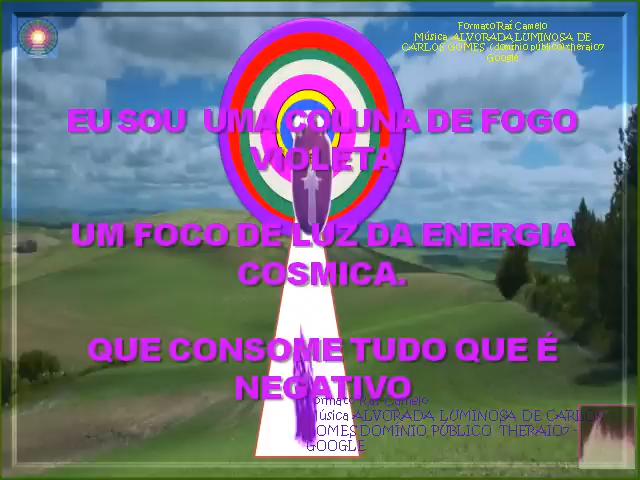 Formato Raí Camelo
Música ALVORADA LUMINOSA DE
CARLOS GOMES (domínio público) theraio7
Google
EU SOU UMA COLUNA DE FOGO
VIOLETA
UM FOCO DE LUZ DA ENERGIA
COSMICA.
QUE CONSOME TUDO QUE É
NEGATIVO
Formato Raí Camelo
Música ALVORADA LUMINOSA DE CARLOS
GOMES DOMÍNIO PÚBLICO THERAIO7 -
GOOGLE